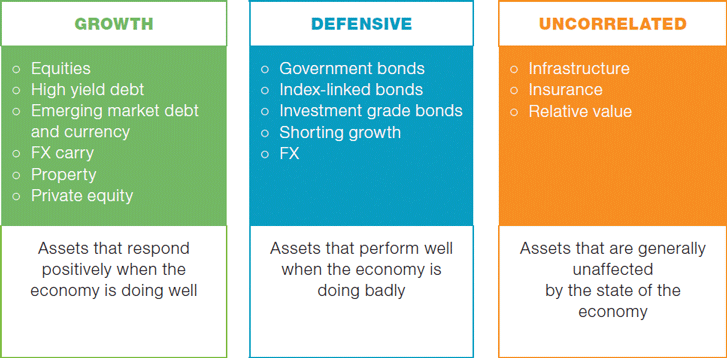 GROWTH
○ Equities
○ High yield debt
○ Emerging market debt
and currency
○ FX carry
○ Property
○ Private equity
Assets that respond
positively when the
economy is doing well
DEFENSIVE
○ Government bonds
○ Index-linked bonds
○ Investment grade bonds
○ Shorting growth
○ FX
Assets that perform well
when the economy is
doing badly
UNCORRELATED
○ Infrastructure
○ Insurance
○ Relative value
Assets that are generally
unaffected
by the state of the
economy